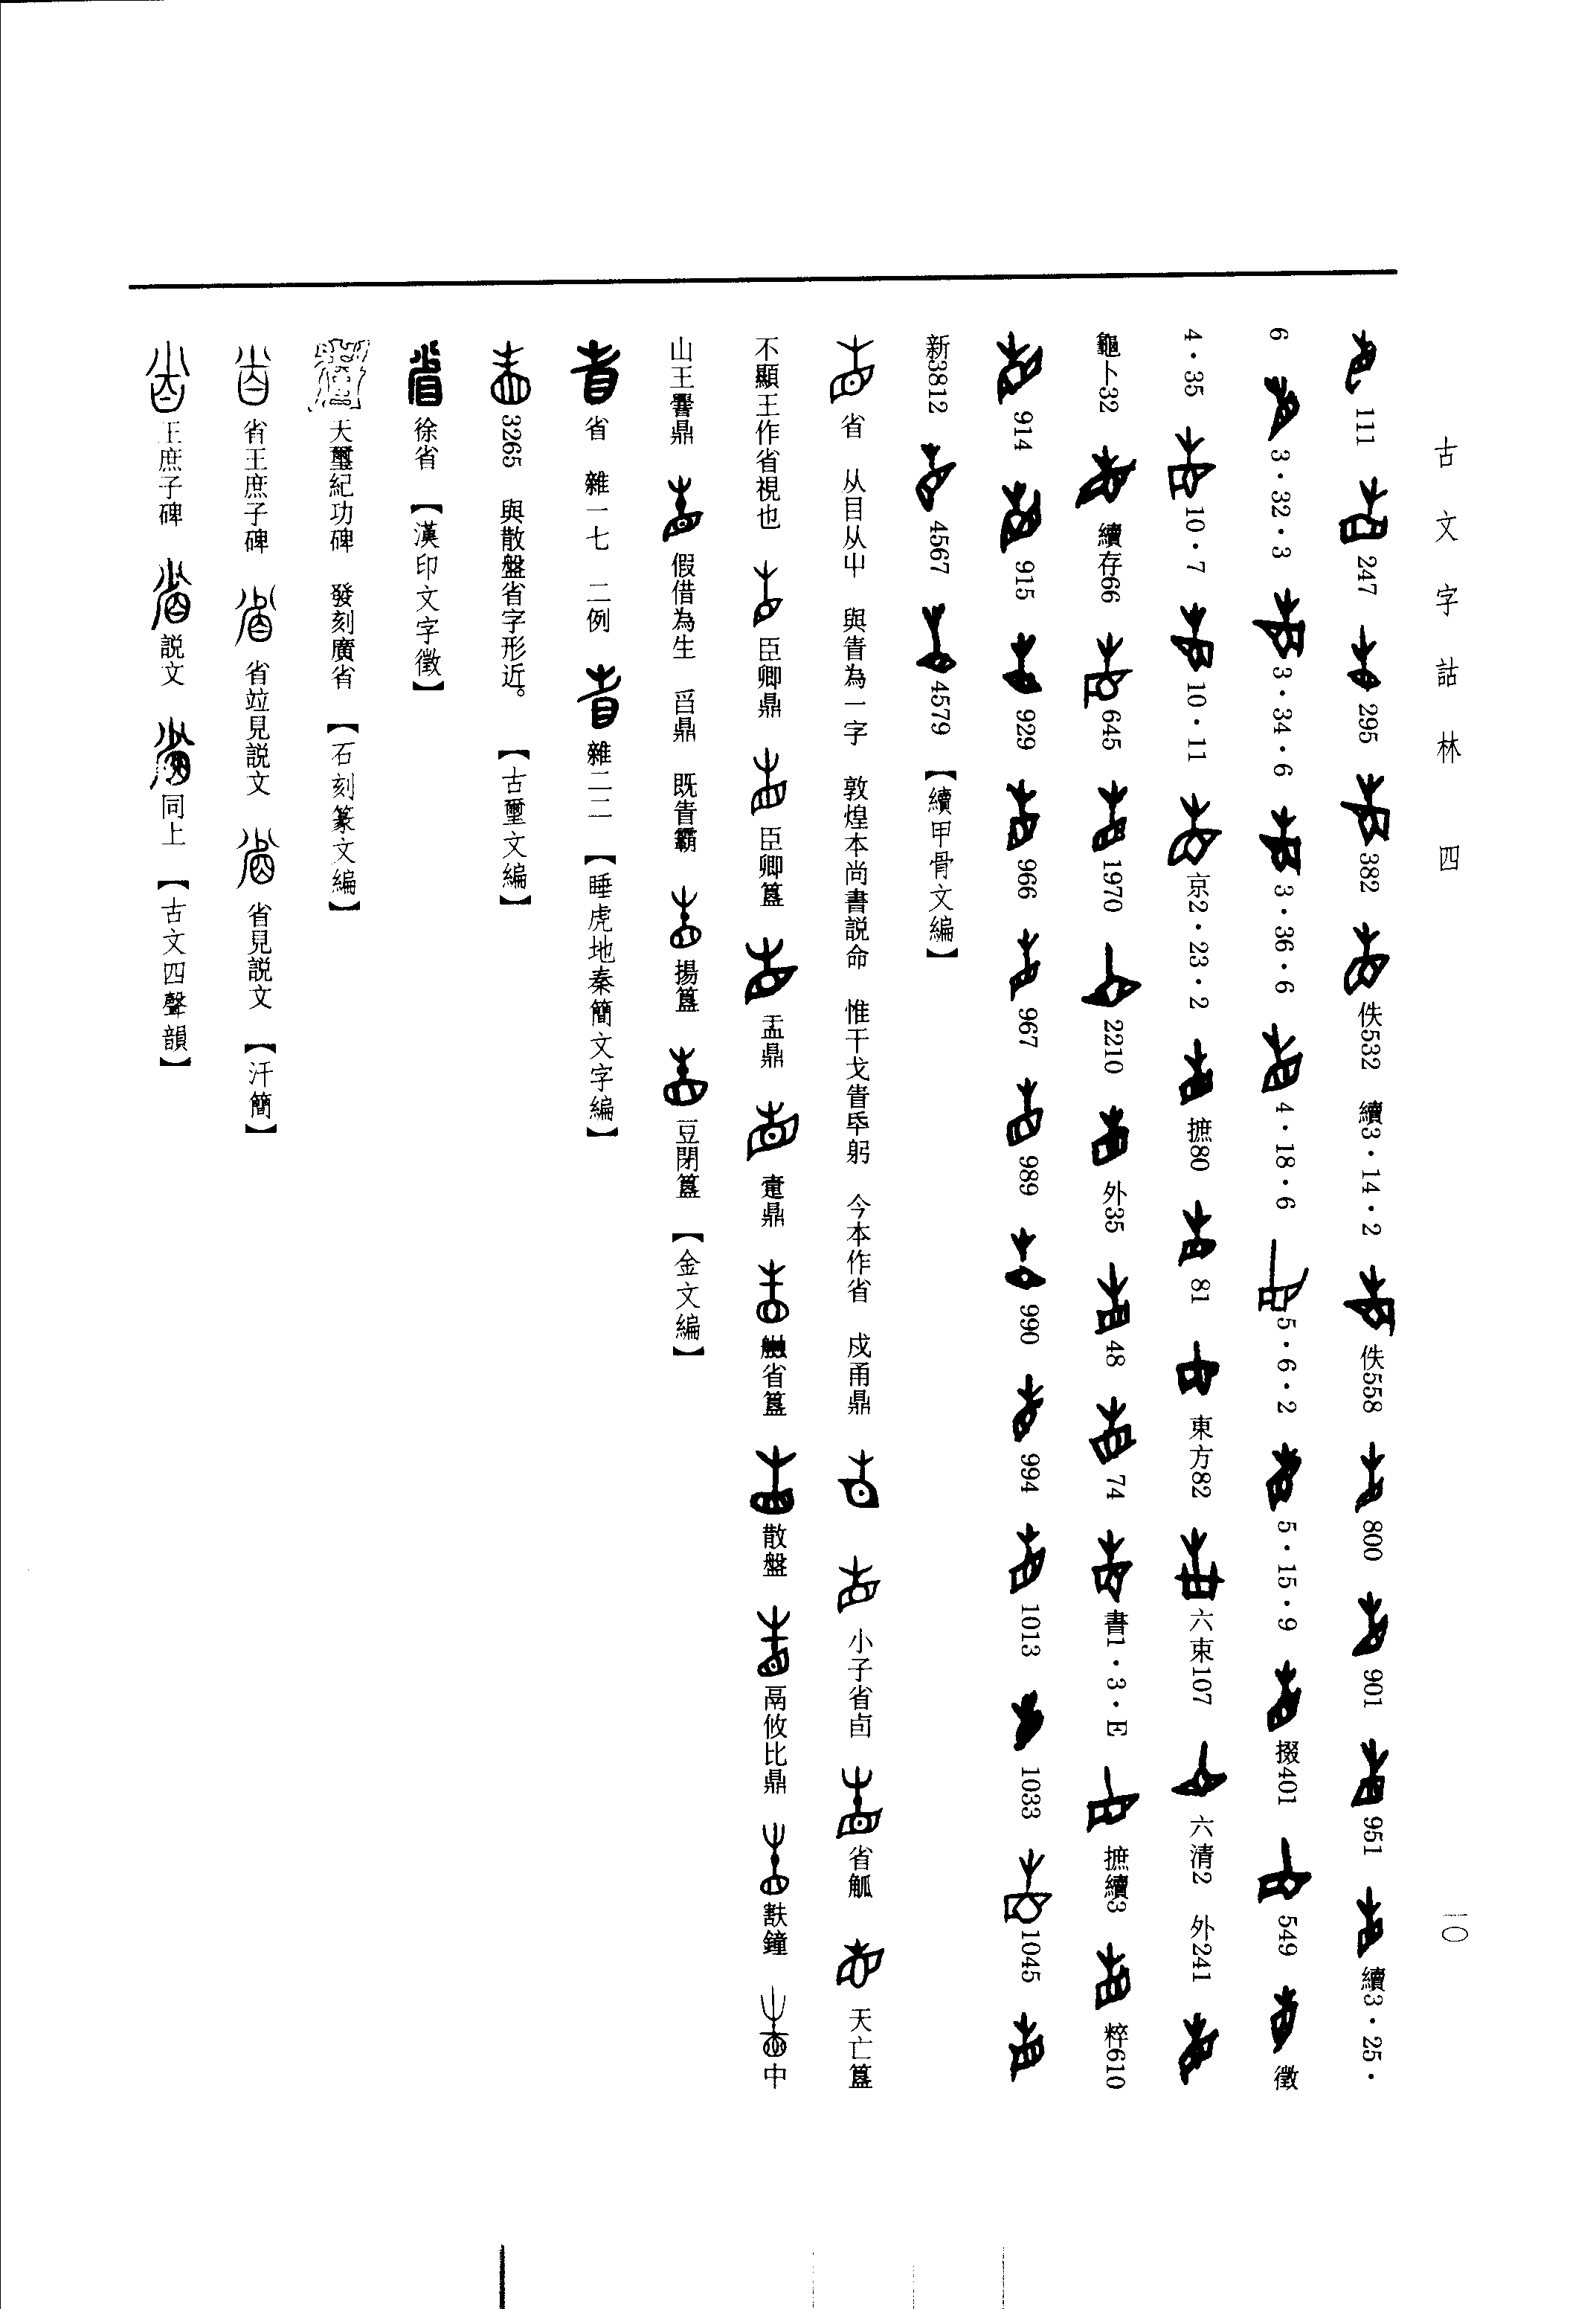 古文字詁林　四
一〇
111　247　295　382　佚532　續3·14·2　佚558　800　901　951　續3·25·
6　3·32·3　3·34·6　3·36·6　4·18·6　5·6·2　5·15·9　掇401　549　徵
4·35　10·7　10·11　京2·23·2　摭80　81　東方82　六束107　六清2　外241
龜卜32　續存66　645　1970　2210　外35　48　74　書1·3·E　摭續3　粹610
914　915　929　966　967　989　990　994　1013　1033　1045
新3812　4567　4579　【續甲骨文編】
省　从目从屮　與眚為一字　敦煌本尚書説命　惟干戈眚氒躬　今本作省　戍甬鼎　小子省卣　省觚　天亡簋
不顯王作省視也　臣卿鼎　臣卿簋　盂鼎　鼎　省簋　散盤　鬲攸比鼎　㝬鐘　中
山王鼎　假借為生　舀鼎　既眚霸　揚簋　豆閉簋　【金文編】
省　雜一七　二例　雜二二　【睡虎地秦簡文字編】
3265　與散盤省字形近。　【古璽文編】
徐省　【漢印文字徵】
天璽紀功碑　發刻廣省　【石刻篆文編】
省王庶子碑　省竝見説文　省見説文　【汗簡】
王庶子碑　説文　同上　【古文四聲韻】